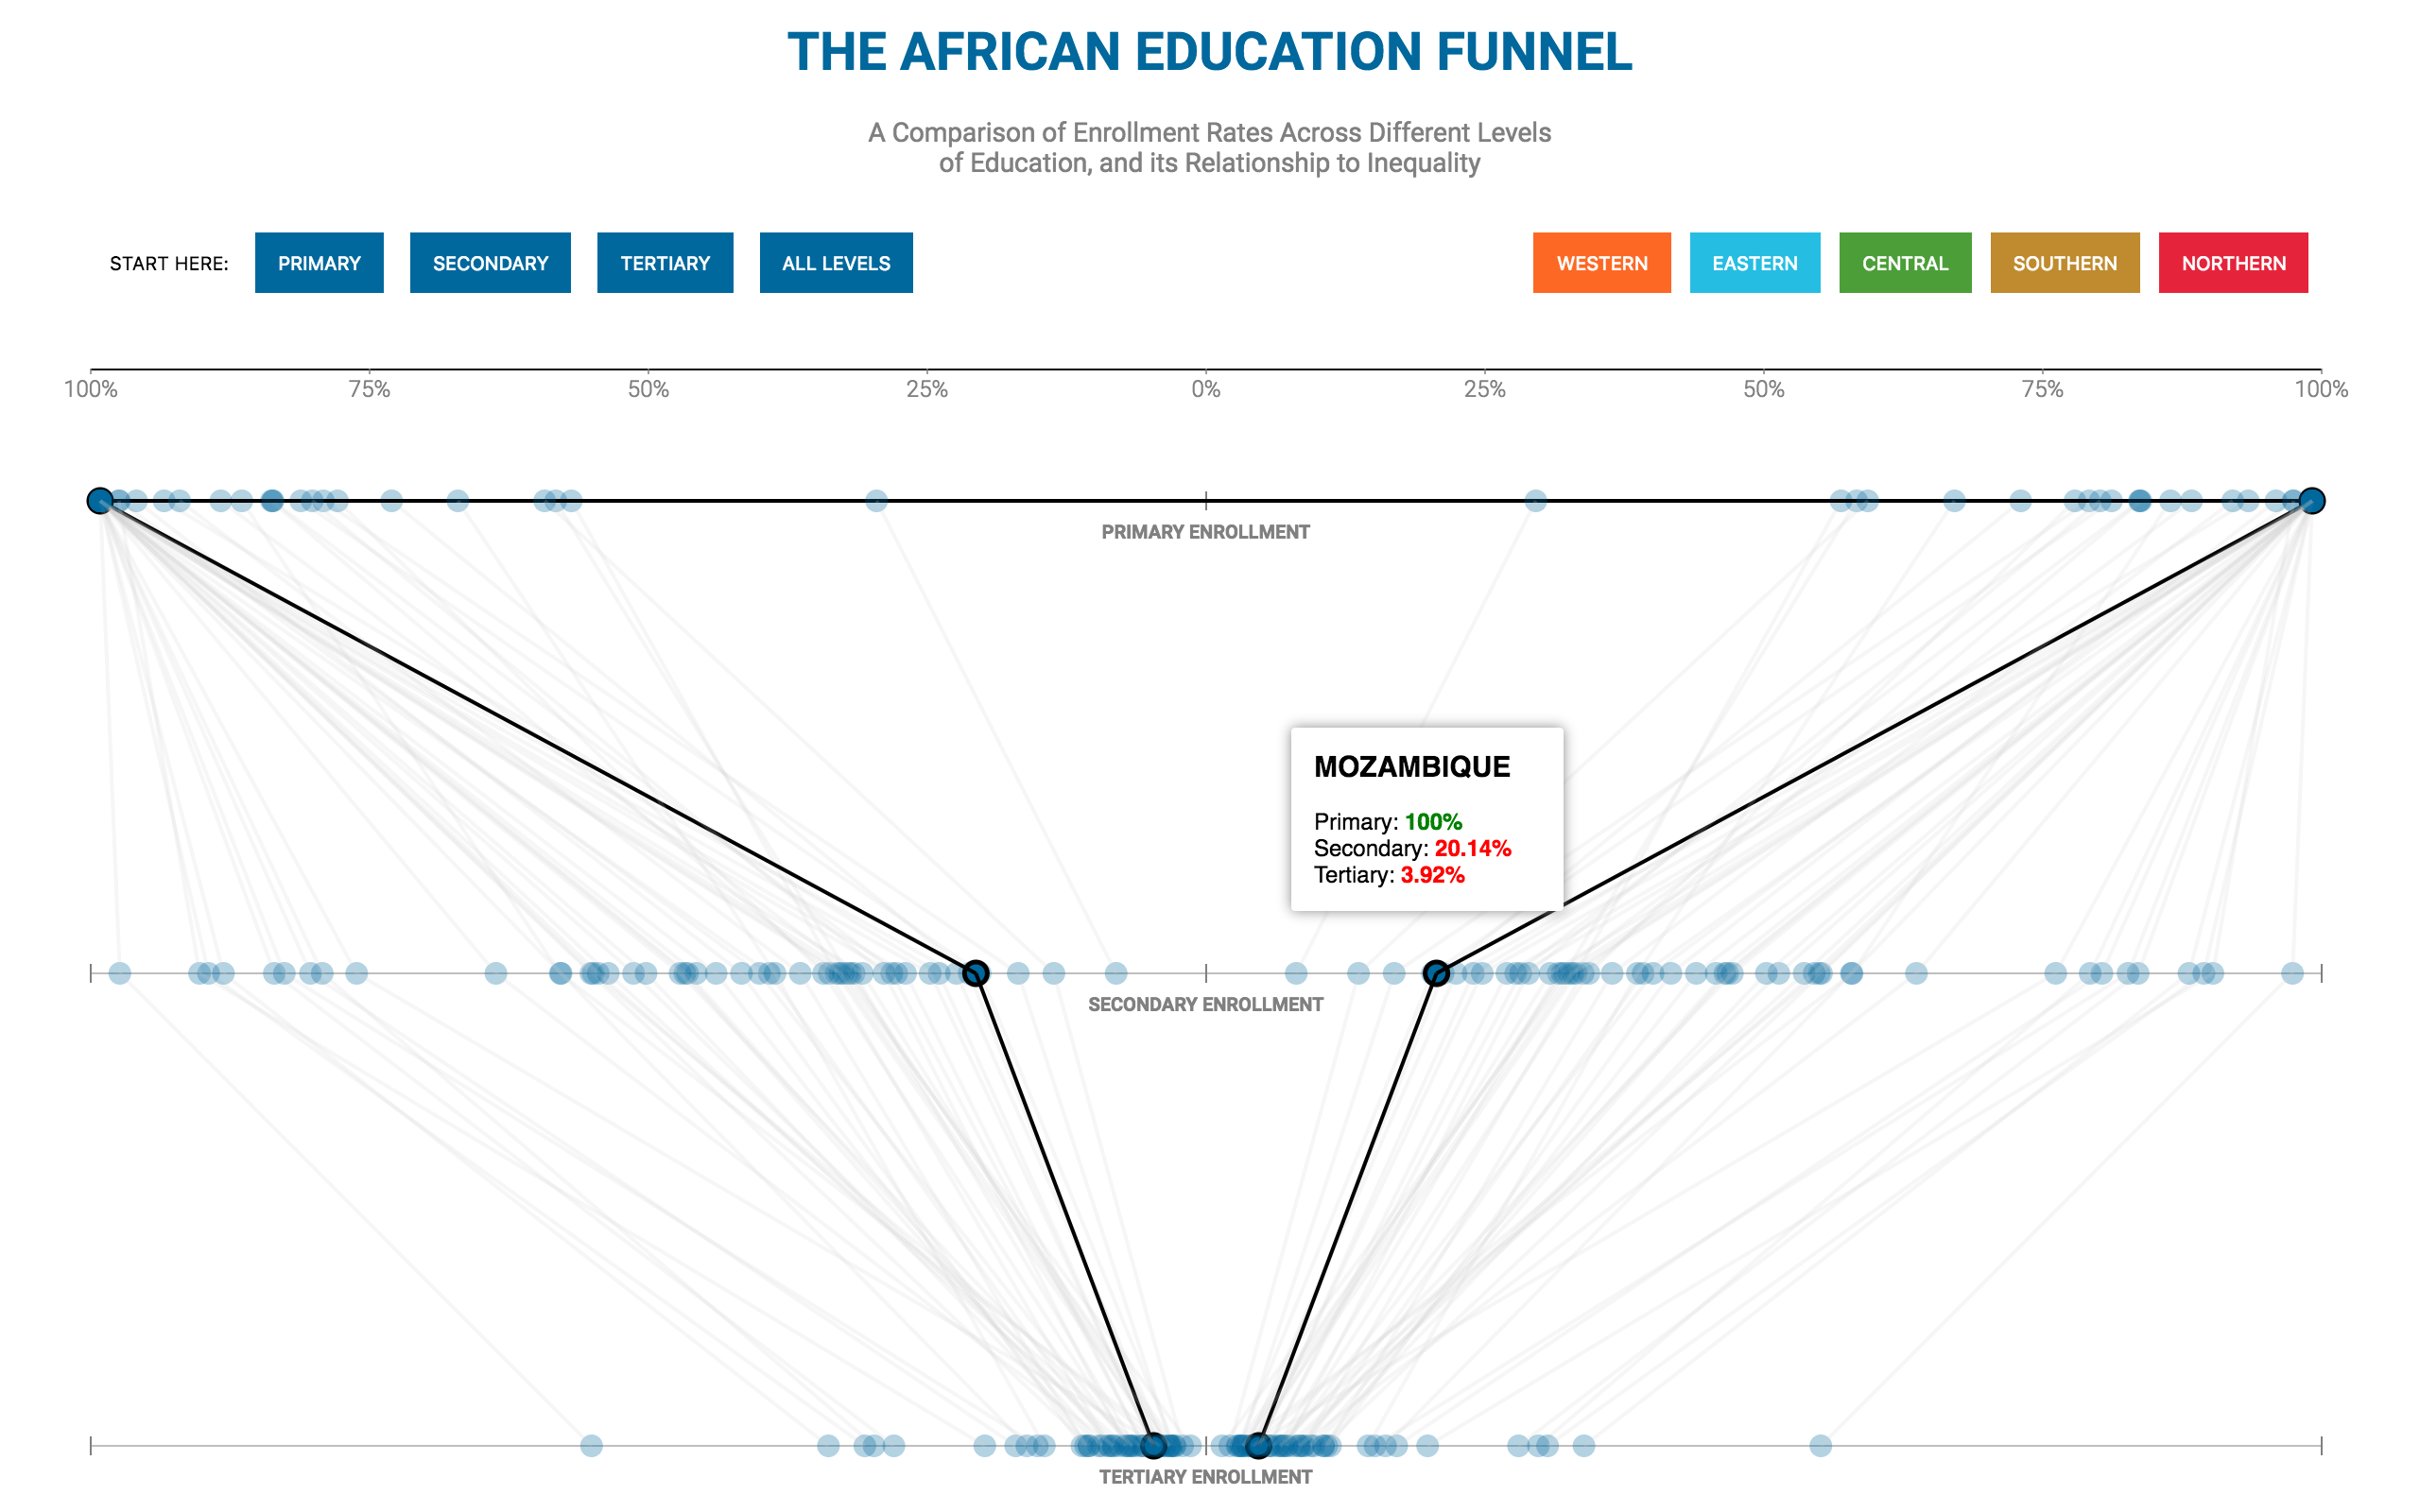 THE AFRICAN EDUCATION FUNNEL
A Comparison of Enrollment Rates Across Different Levels
of Education, and its Relationship to Inequality
START HERE: PRIMARY SECONDARY TERTIARY ALL LEVELS WESTERN EASTERN CENTRAL SOUTHERN NORTHERN
100% 75% 50% 25% 0% 25% 50% 75% 100%
PRIMARY ENROLLMENT
MOZAMBIQUE
Primary: 100%
Secondary: 20.14%
Tertiary: 3.92%
SECONDARY ENROLLMENT
TERTIARY ENROLLMENT